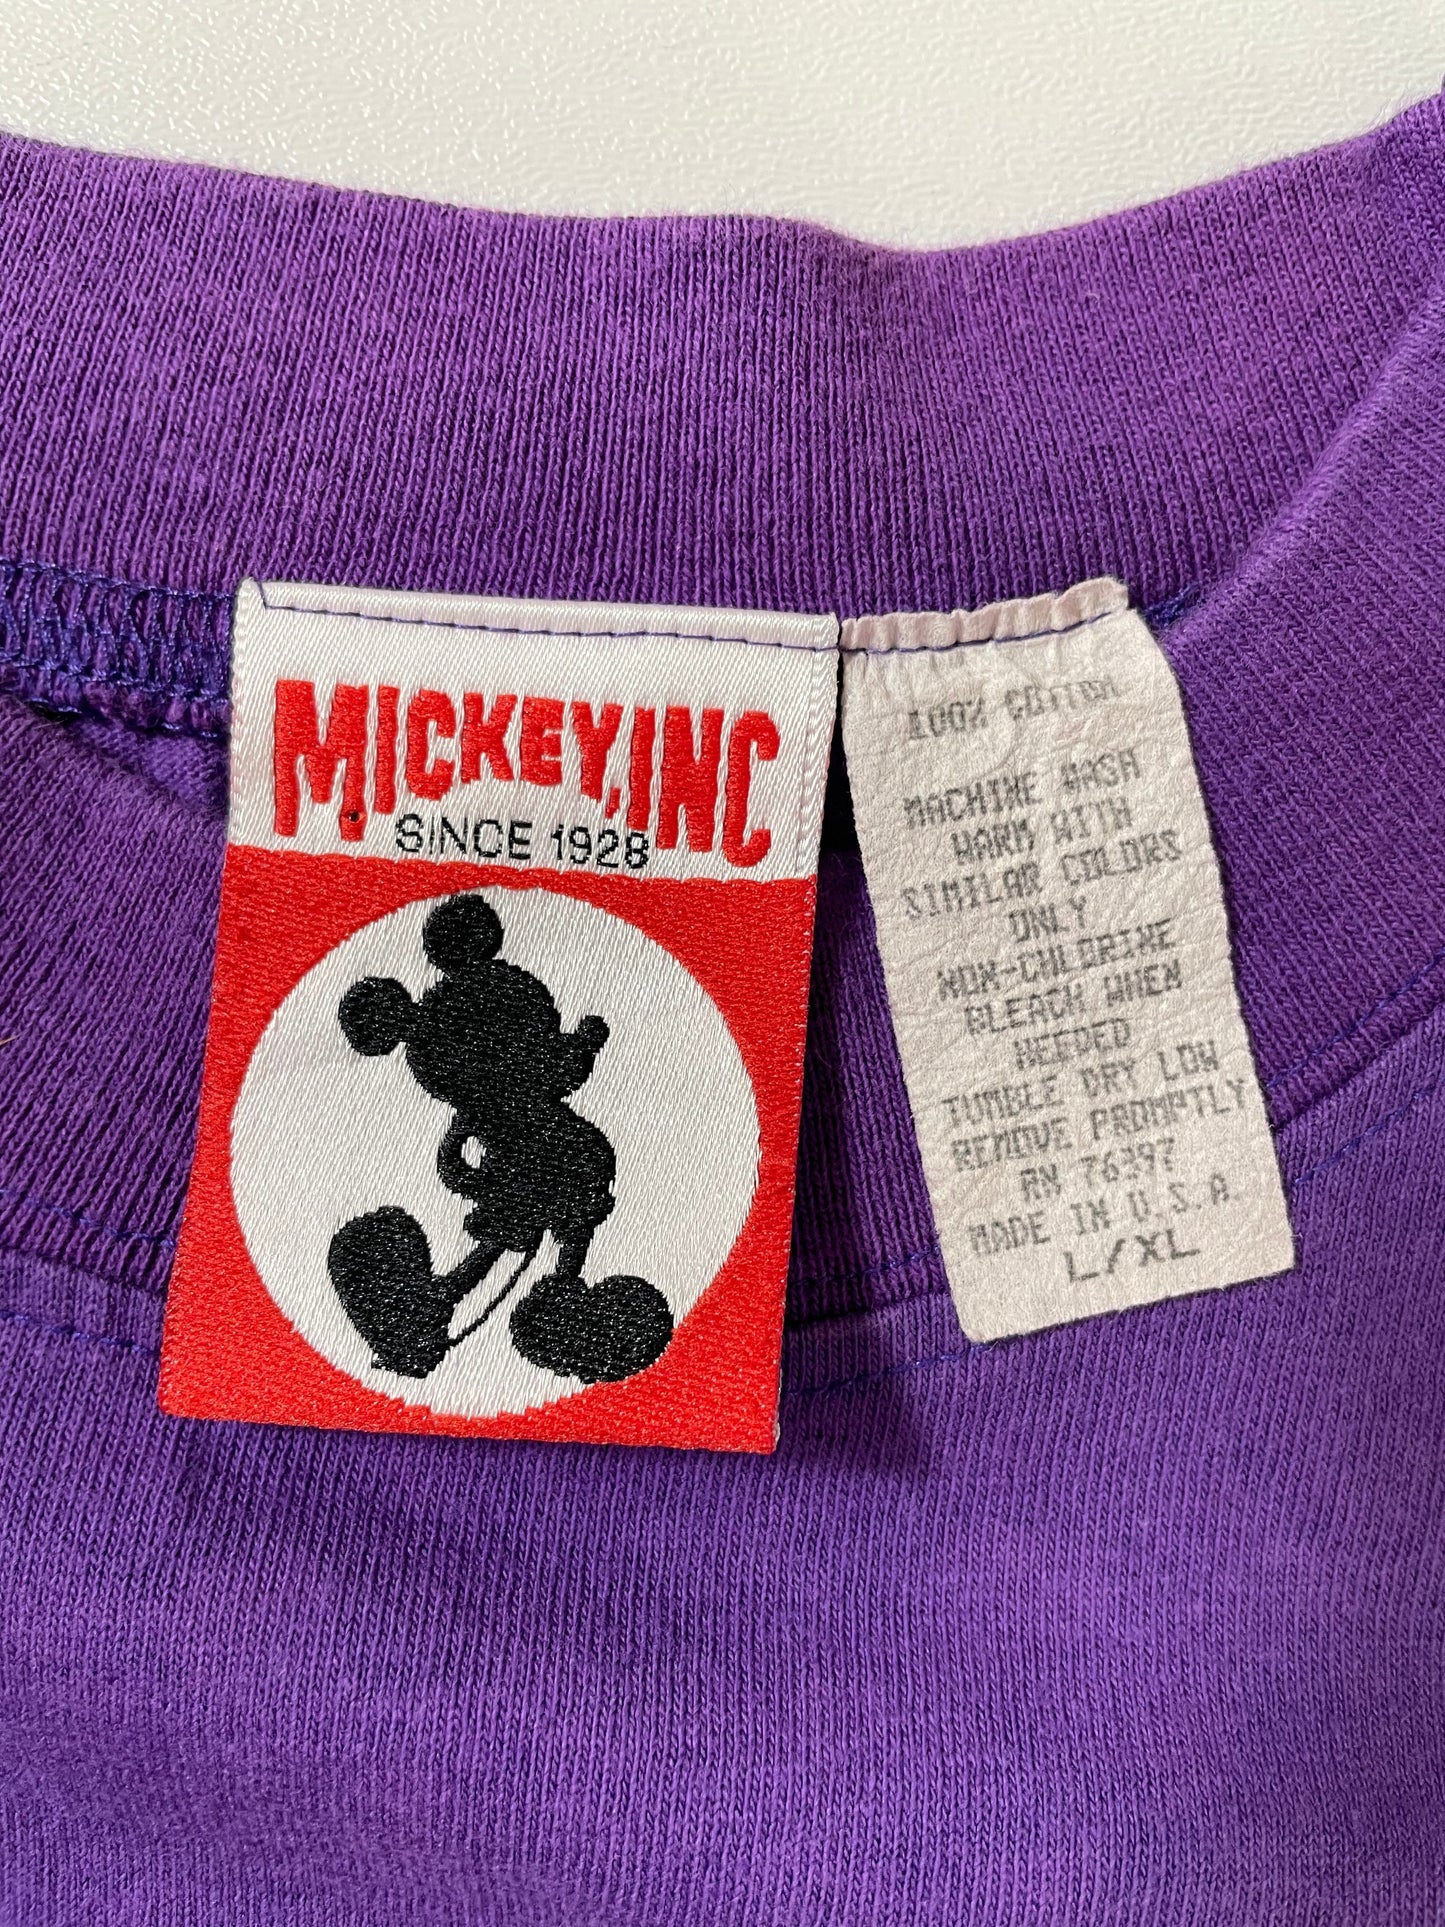 MICKEY, INC
SINCE 1928
100% COTTON
MACHINE WASH
WARM WITH
SIMILAR COLORS
ONLY
NON-CHLORINE
BLEACH WHEN
NEEDED
TUMBLE DRY LOW
REMOVE PROMPTLY
RN
MADE IN U.S.A.
L/XL